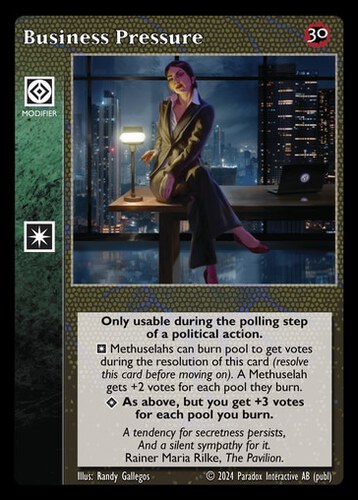 Business Pressure
30
MODIFIER
Only usable during the polling step
of a political action.
Methuselahs can burn pool to get votes
during the resolution of this card (resolve
this card before moving on). A Methuselah
gets +2 votes for each pool they burn.
As above, but you get +3 votes
for each pool you burn.
A tendency for secretness persists,
And a silent sympathy for it.
Rainer Maria Rilke, The Pavilion.
Illus: Randy Gallegos
© 2024 Paradox Interactive AB (publ)